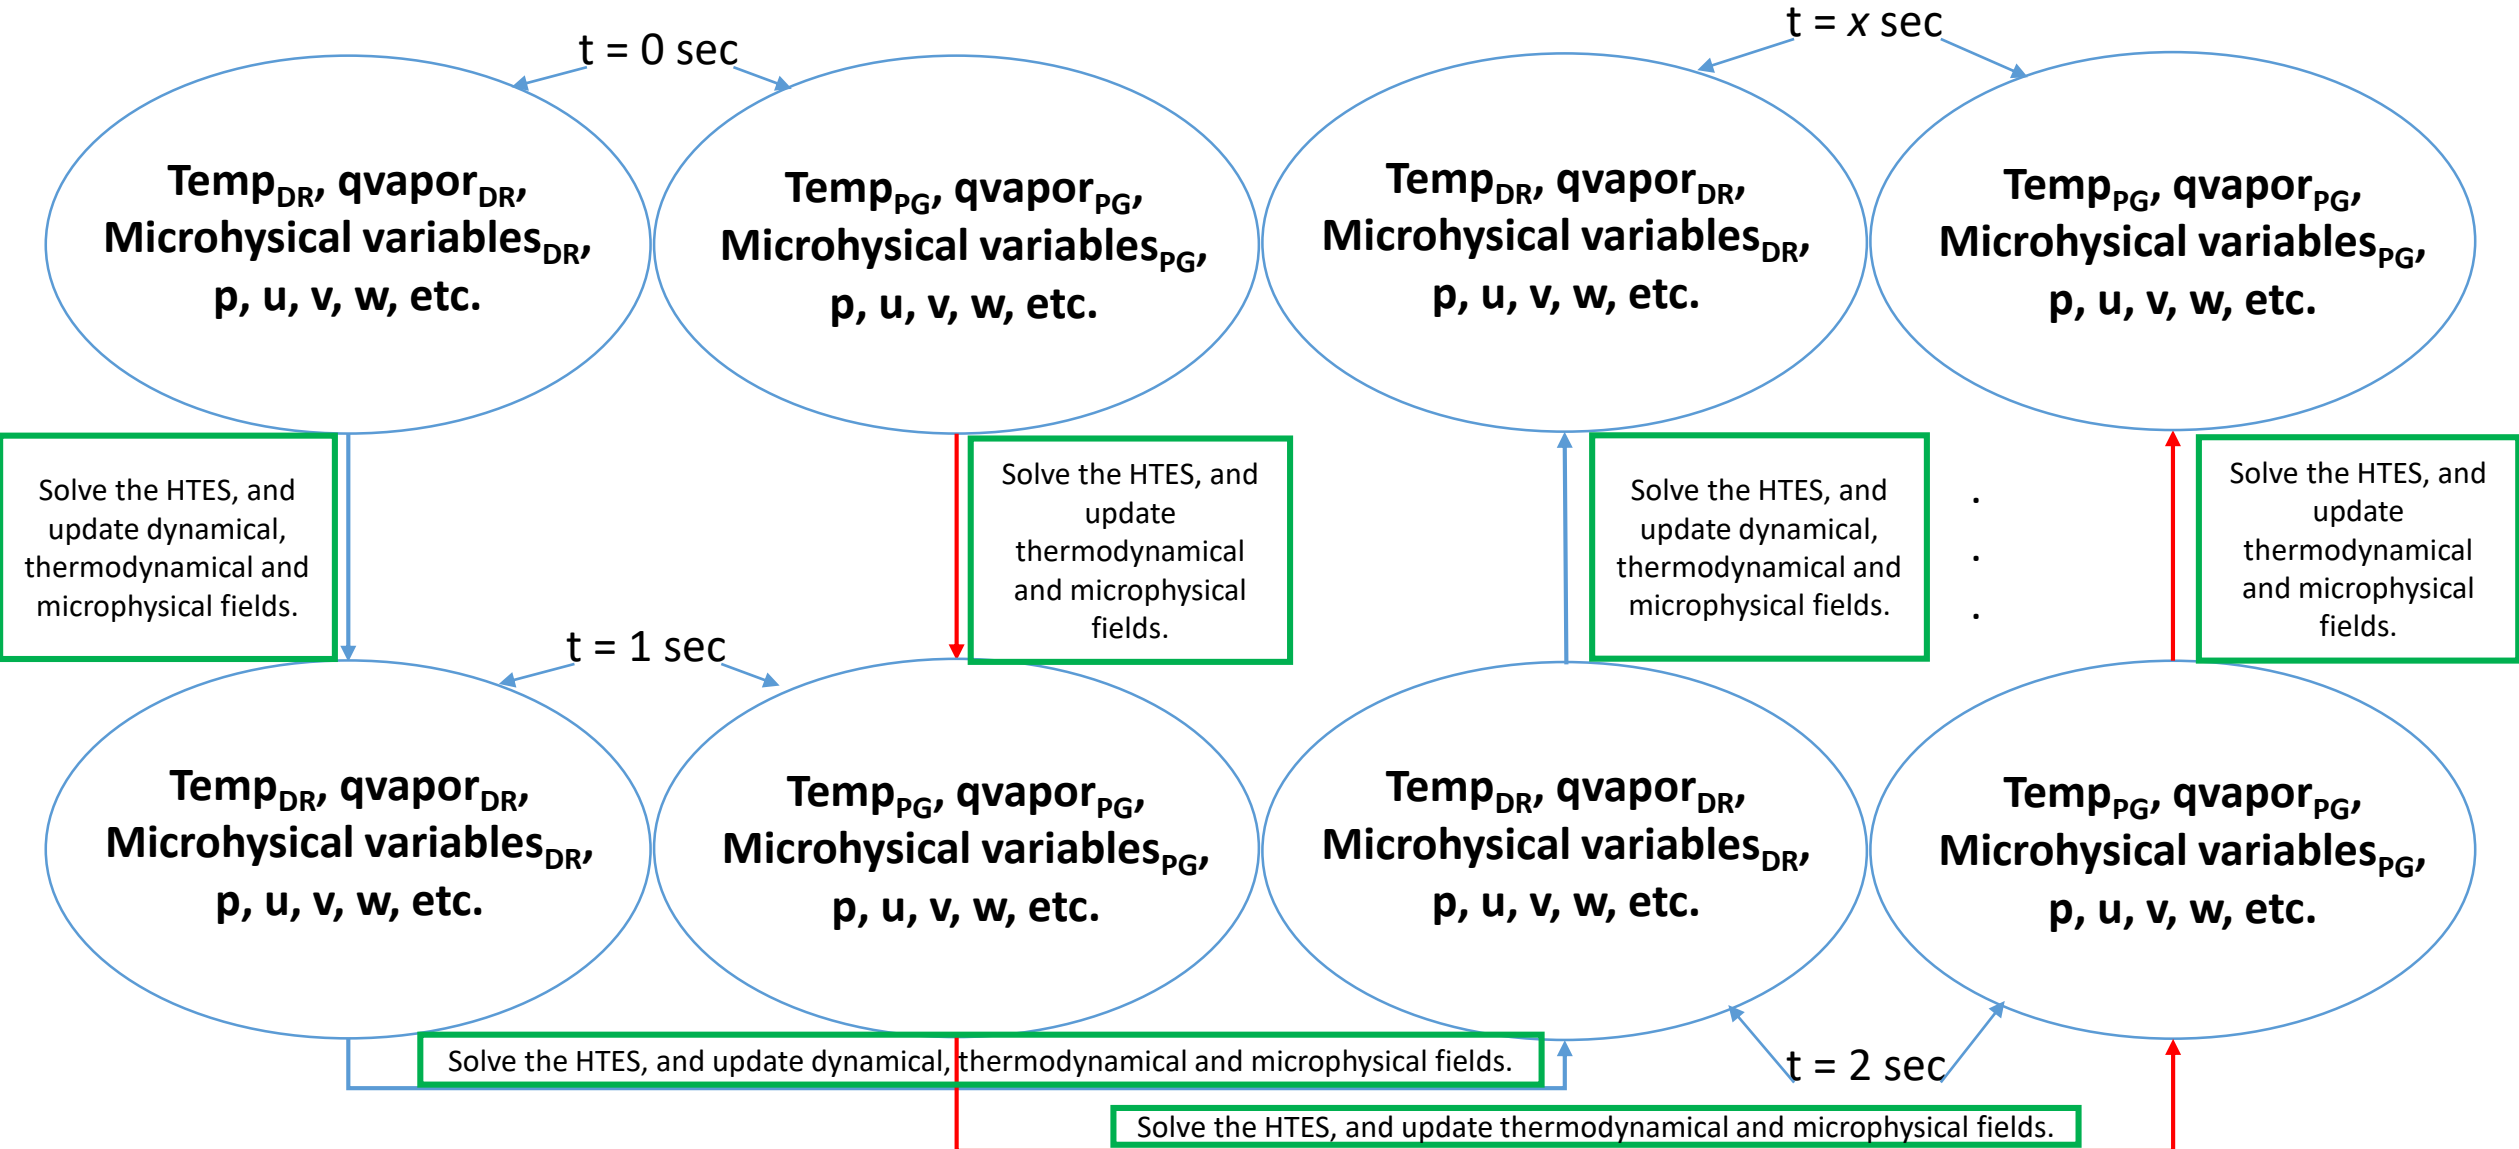 t = 0 sec
t = x sec
Temp_DR, qvapor_DR,
Microhysical variables_DR,
p, u, v, w, etc.
Temp_PG, qvapor_PG,
Microhysical variables_PG,
p, u, v, w, etc.
Temp_DR, qvapor_DR,
Microhysical variables_DR,
p, u, v, w, etc.
Temp_PG, qvapor_PG,
Microhysical variables_PG,
p, u, v, w, etc.
Solve the HTES, and
update dynamical,
thermodynamical and
microphysical fields.
Solve the HTES, and
update
thermodynamical
and microphysical
fields.
Solve the HTES, and
update dynamical,
thermodynamical and
microphysical fields.
.
.
.
Solve the HTES, and
update
thermodynamical
and microphysical
fields.
t = 1 sec
Temp_DR, qvapor_DR,
Microhysical variables_DR,
p, u, v, w, etc.
Temp_PG, qvapor_PG,
Microhysical variables_PG,
p, u, v, w, etc.
Temp_DR, qvapor_DR,
Microhysical variables_DR,
p, u, v, w, etc.
Temp_PG, qvapor_PG,
Microhysical variables_PG,
p, u, v, w, etc.
Solve the HTES, and update dynamical, thermodynamical and microphysical fields.
t = 2 sec
Solve the HTES, and update thermodynamical and microphysical fields.